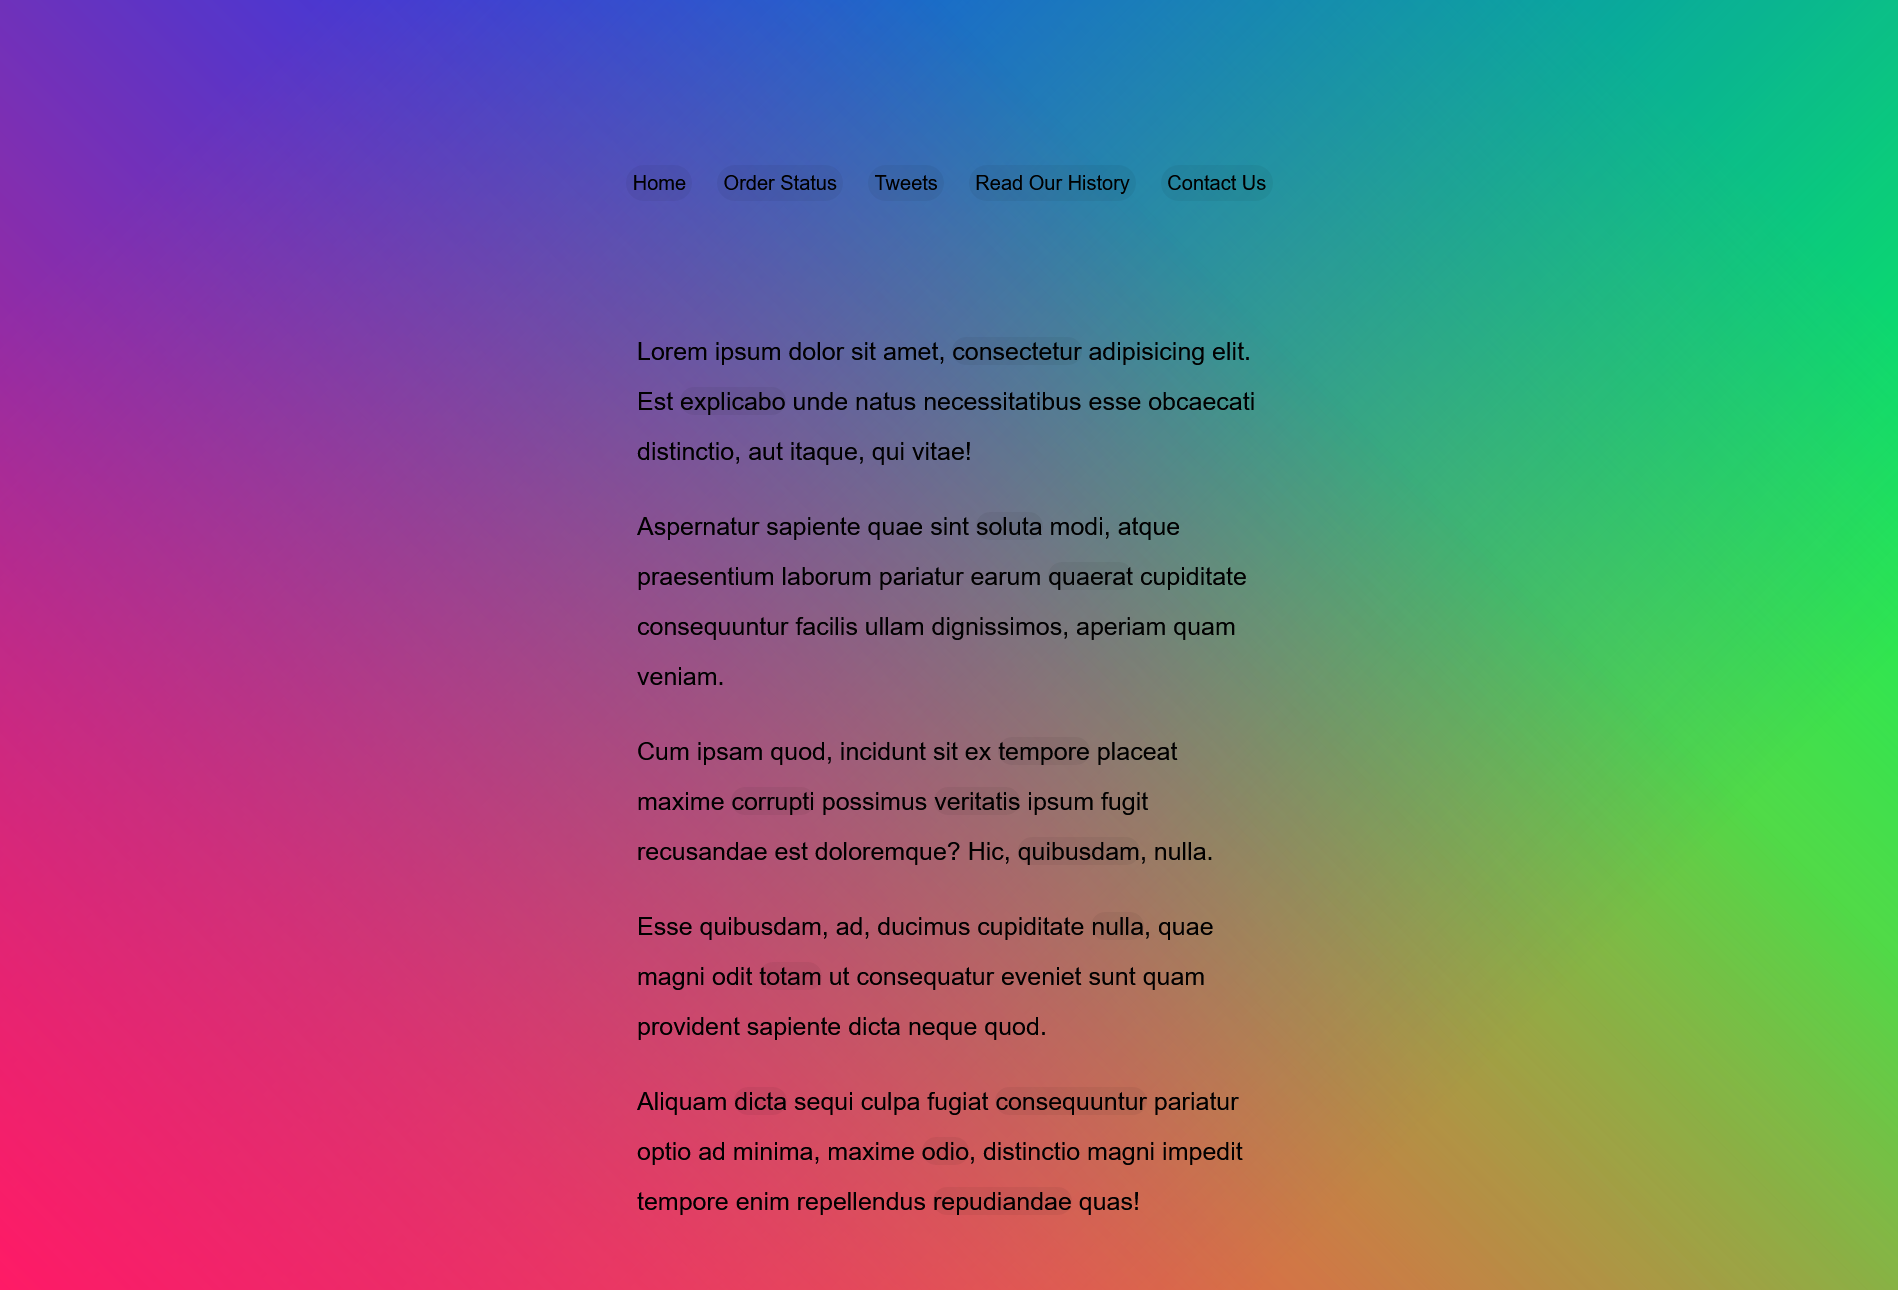 Home Order Status Tweets Read Our History Contact Us
Lorem ipsum dolor sit amet, consectetur adipisicing elit.
Est explicabo unde natus necessitatibus esse obcaecati
distinctio, aut itaque, qui vitae!
Aspernatur sapiente quae sint soluta modi, atque
praesentium laborum pariatur earum quaerat cupiditate
consequuntur facilis ullam dignissimos, aperiam quam
veniam.
Cum ipsam quod, incidunt sit ex tempore placeat
maxime corrupti possimus veritatis ipsum fugit
recusandae est doloremque? Hic, quibusdam, nulla.
Esse quibusdam, ad, ducimus cupiditate nulla, quae
magni odit totam ut consequatur eveniet sunt quam
provident sapiente dicta neque quod.
Aliquam dicta sequi culpa fugiat consequuntur pariatur
optio ad minima, maxime odio, distinctio magni impedit
tempore enim repellendus repudiandae quas!